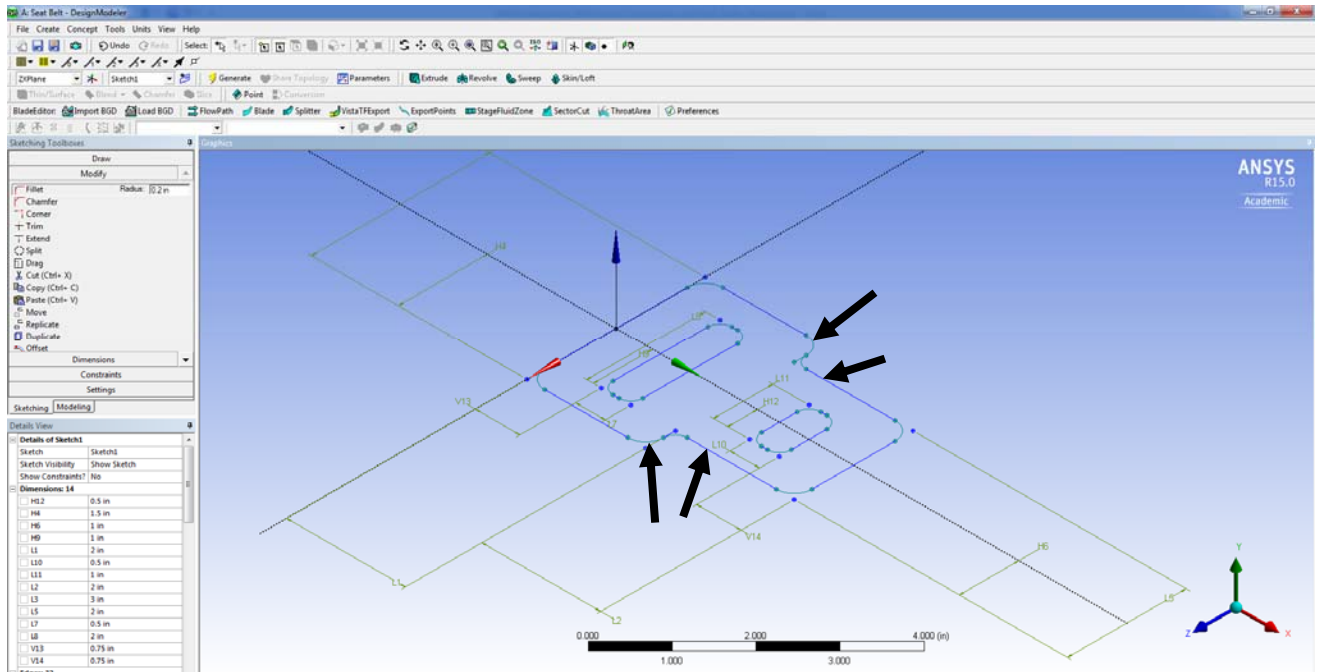 A: Seat Belt - DesignModeler
File Create Concept Tools Units View Help
Undo Redo Select:
ZXPlane Sketch1 Generate Share Topology Parameters Extrude Revolve Sweep Skin/Loft
Thin/Surface Blend Chamfer Slice Point Conversion
BladeEditor: Import BGD Load BGD FlowPath Blade Splitter VistaTFExport ExportPoints StageFluidZone SectorCut ThroatArea Preferences
Sketching Toolboxes Graphics
Draw
Modify
Fillet Radius: 0.2 in
Chamfer
Corner
Trim
Extend
Split
Drag
Cut (Ctrl+ X)
Copy (Ctrl+ C)
Paste (Ctrl+ V)
Move
Replicate
Duplicate
Offset
Dimensions
Constraints
Settings
Sketching Modeling
Details View
Details of Sketch1
Sketch Sketch1
Sketch Visibility Show Sketch
Show Constraints? No
Dimensions: 14
H12 0.5 in
H4 1.5 in
H6 1 in
H9 1 in
L1 2 in
L10 0.5 in
L11 1 in
L2 2 in
L3 3 in
L5 2 in
L7 0.5 in
L8 2 in
V13 0.75 in
V14 0.75 in
ANSYS
R15.0
Academic
H4
H9
L11
H12
V13
L7
L10
V14
H6
L1
L2
L5
0.000 2.000 4.000 (in)
1.000 3.000
Y
Z
X